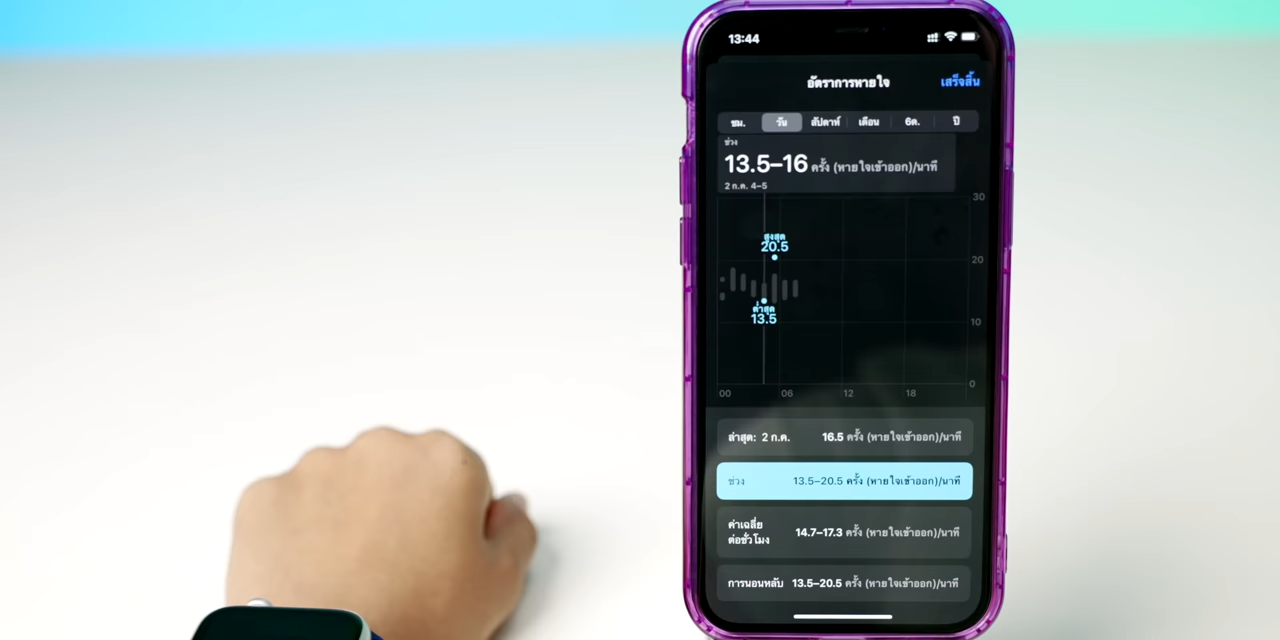 13:44
อัตราการหายใจ
เสร็จสิ้น
ชม. วัน สัปดาห์ เดือน 6ด. ปี
ช่วง
13.5–16 ครั้ง (หายใจเข้าออก)/นาที
2 ก.ค. 4–5
30
สูงสุด
20.5
20
ต่ำสุด
13.5
10
0
00 06 12 18
ล่าสุด: 2 ก.ค. 16.5 ครั้ง (หายใจเข้าออก)/นาที
ช่วง 13.5–20.5 ครั้ง (หายใจเข้าออก)/นาที
ค่าเฉลี่ย
ต่อชั่วโมง 14.7–17.3 ครั้ง (หายใจเข้าออก)/นาที
การนอนหลับ 13.5–20.5 ครั้ง (หายใจเข้าออก)/นาที